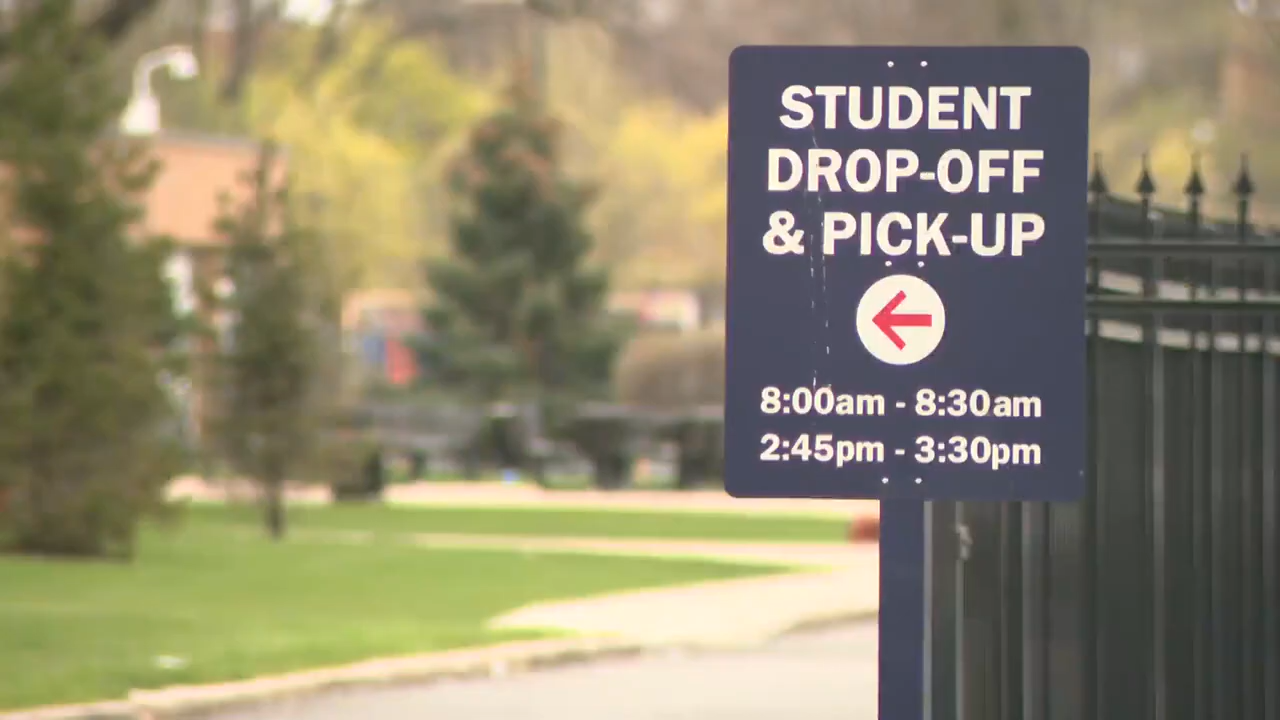 STUDENT
DROP-OFF
& PICK-UP
8:00am - 8:30am
2:45pm - 3:30pm